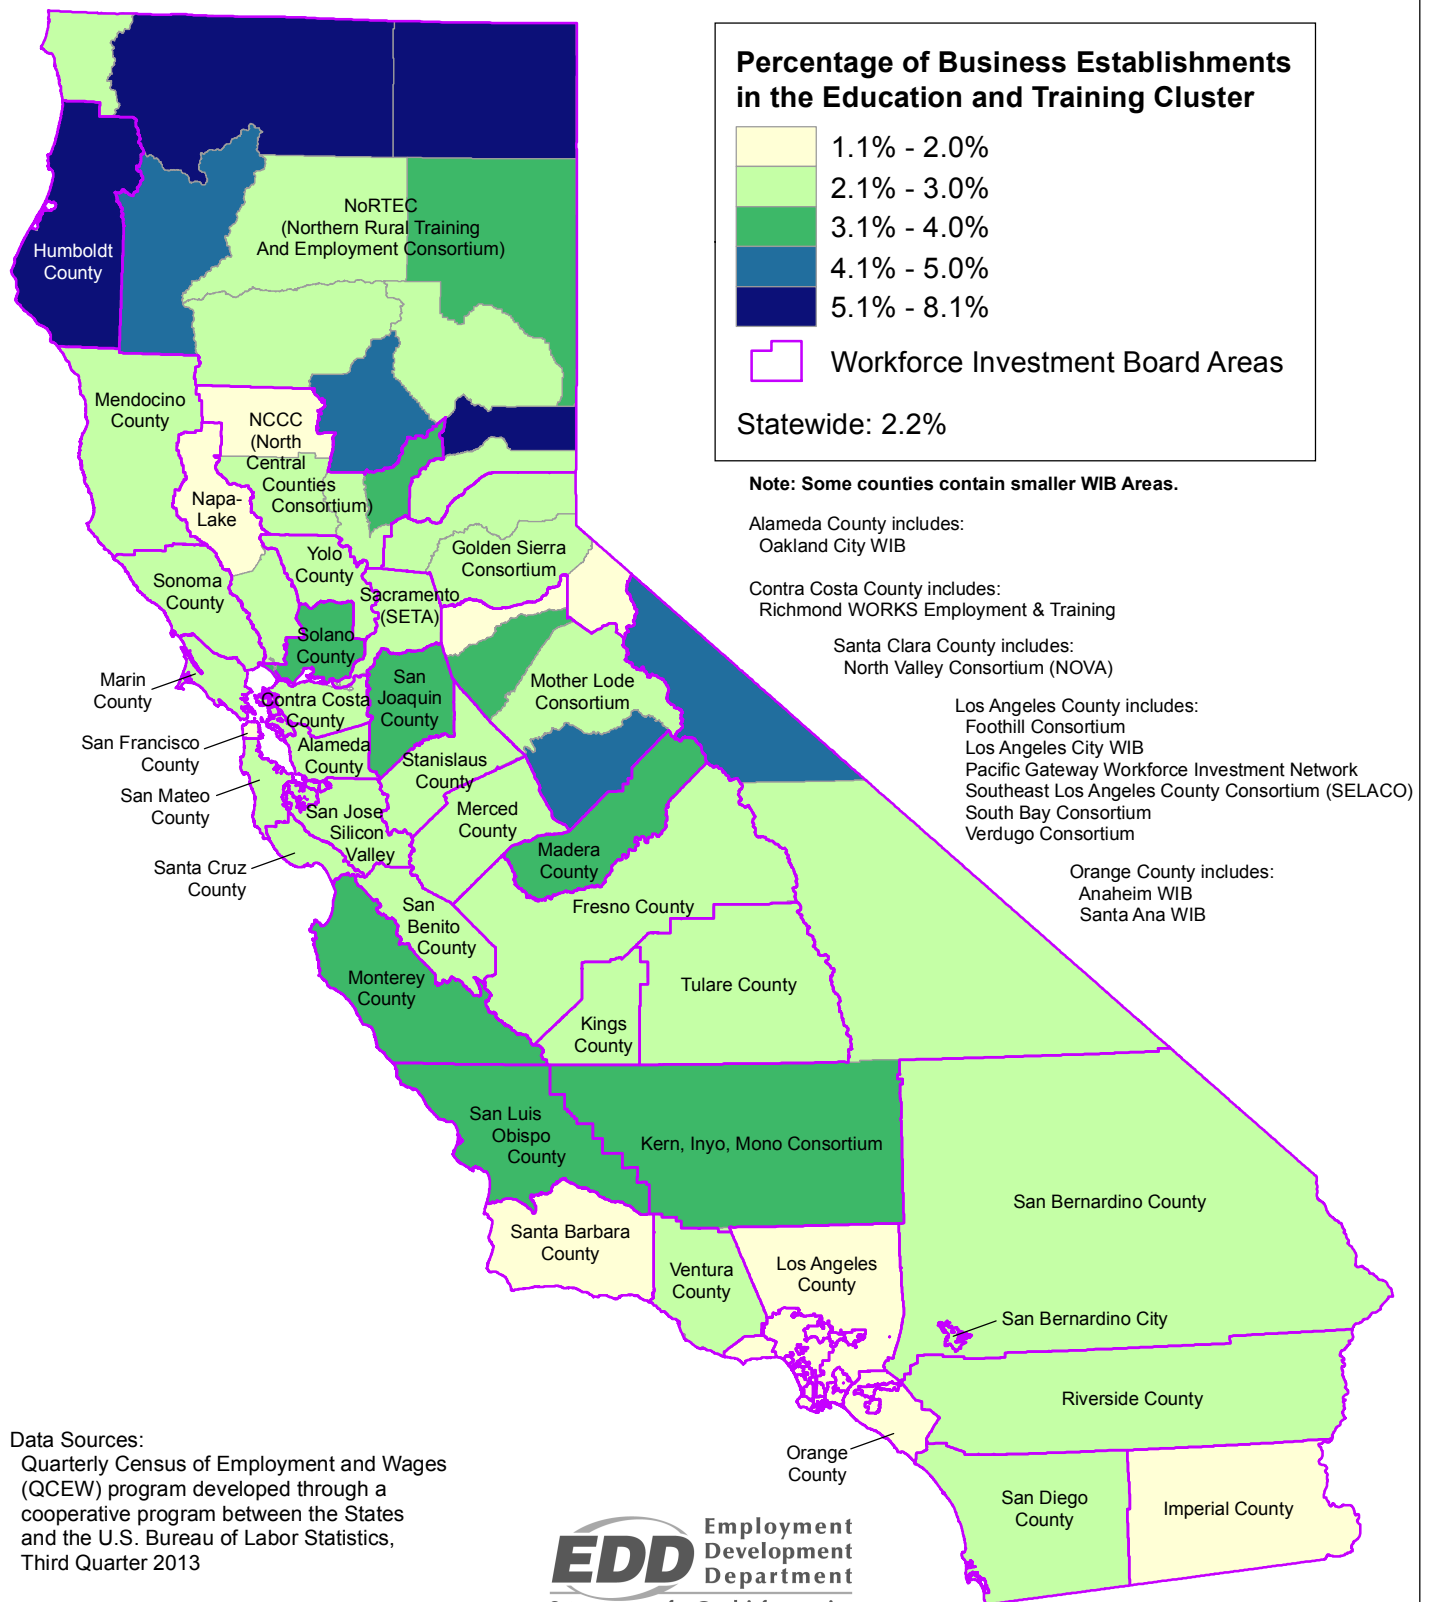 Percentage of Business Establishments
in the Education and Training Cluster
1.1% - 2.0%
2.1% - 3.0%
3.1% - 4.0%
4.1% - 5.0%
5.1% - 8.1%
Workforce Investment Board Areas
Statewide: 2.2%
Note: Some counties contain smaller WIB Areas.
Alameda County includes:
Oakland City WIB
Contra Costa County includes:
Richmond WORKS Employment & Training
Santa Clara County includes:
North Valley Consortium (NOVA)
Los Angeles County includes:
Foothill Consortium
Los Angeles City WIB
Pacific Gateway Workforce Investment Network
Southeast Los Angeles County Consortium (SELACO)
South Bay Consortium
Verdugo Consortium
Orange County includes:
Anaheim WIB
Santa Ana WIB
NoRTEC
(Northern Rural Training
And Employment Consortium)
Humboldt
County
Mendocino
County
NCCC
(North
Central
Counties
Consortium)
Napa-
Lake
Yolo
County
Golden Sierra
Consortium
Sonoma
County
Sacramento
(SETA)
Solano
County
Marin
County
Contra Costa
County
San
Joaquin
County
Mother Lode
Consortium
San Francisco
County
Alameda
County
Stanislaus
County
San Mateo
County
San Jose
Silicon
Valley
Merced
County
Santa Cruz
County
Madera
County
San
Benito
County
Fresno County
Monterey
County
Tulare County
Kings
County
San Luis
Obispo
County
Kern, Inyo, Mono Consortium
Santa Barbara
County
Ventura
County
Los Angeles
County
San Bernardino County
San Bernardino City
Riverside County
Orange
County
San Diego
County
Imperial County
Data Sources:
Quarterly Census of Employment and Wages
(QCEW) program developed through a
cooperative program between the States
and the U.S. Bureau of Labor Statistics,
Third Quarter 2013
EDD
Employment
Development
Department